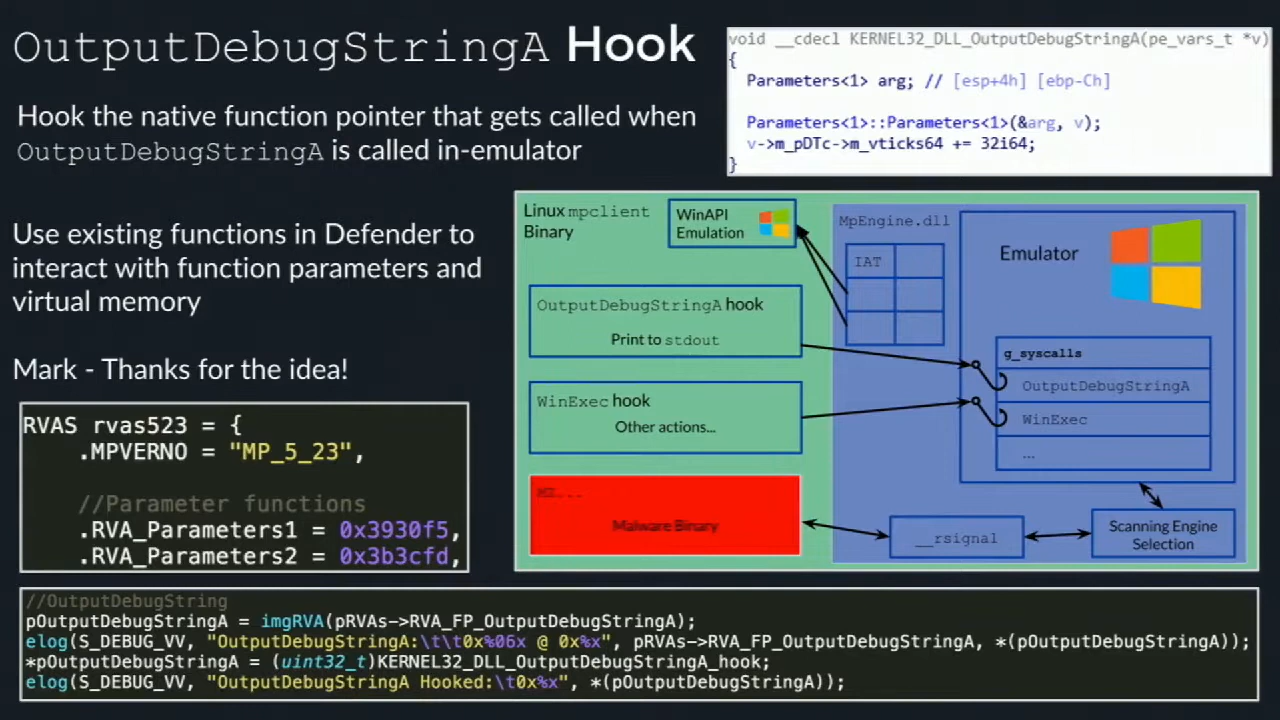 OutputDebugStringA Hook
Hook the native function pointer that gets called when
OutputDebugStringA is called in-emulator
Use existing functions in Defender to
interact with function parameters and
virtual memory
Mark - Thanks for the idea!
RVAS rvas523 = {
.MPVERNO = "MP_5_23",
//Parameter functions
.RVA_Parameters1 = 0x3930f5,
.RVA_Parameters2 = 0x3b3cfd,
void __cdecl KERNEL32_DLL_OutputDebugStringA(pe_vars_t *v)
{
Parameters<1> arg; // [esp+4h] [ebp-Ch]
Parameters<1>::Parameters<1>(&arg, v);
v->m_pDTc->m_vticks64 += 32i64;
}
Linux mpclient
Binary
WinAPI
Emulation
OutputDebugStringA hook
Print to stdout
WinExec hook
Other actions...
MZ...
Malware Binary
MpEngine.dll
IAT
Emulator
g_syscalls
OutputDebugStringA
WinExec
...
__rsignal
Scanning Engine
Selection
//OutputDebugString
pOutputDebugStringA = imgRVA(pRVAs->RVA_FP_OutputDebugStringA);
elog(S_DEBUG_VV, "OutputDebugStringA:\t\t0x%06x @ 0x%x", pRVAs->RVA_FP_OutputDebugStringA, *(pOutputDebugStringA));
*pOutputDebugStringA = (uint32_t)KERNEL32_DLL_OutputDebugStringA_hook;
elog(S_DEBUG_VV, "OutputDebugStringA Hooked:\t0x%x", *(pOutputDebugStringA));